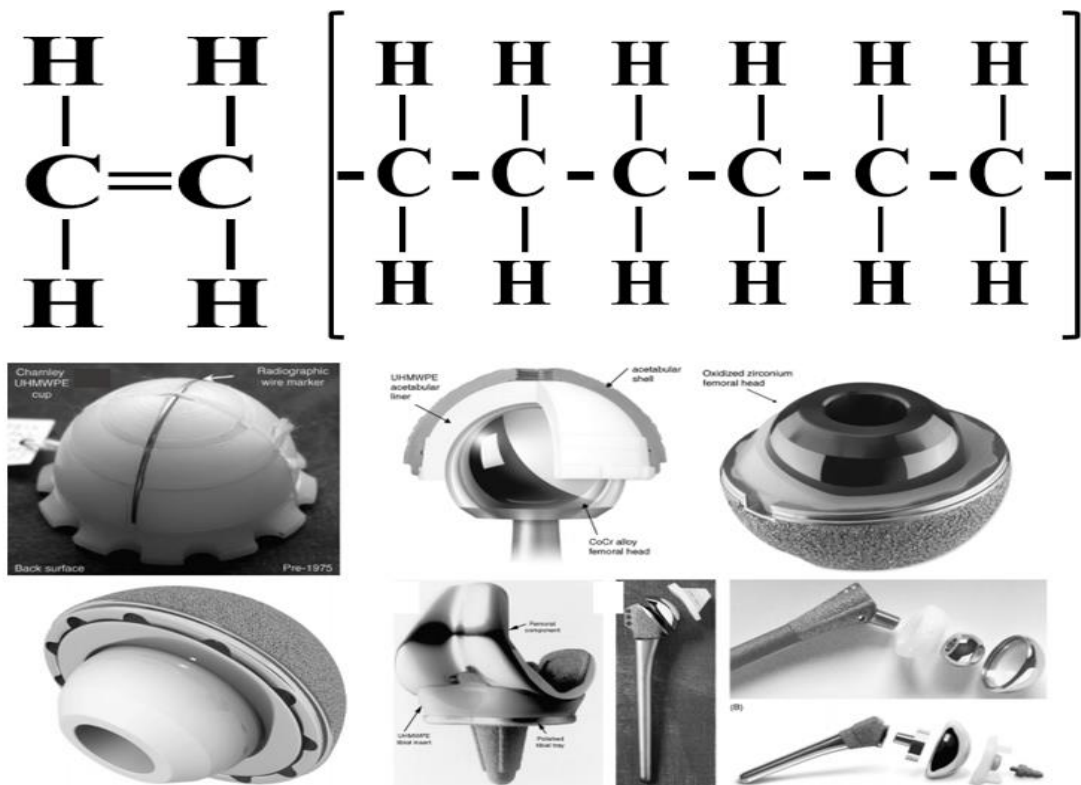 H H
C=C
H H
H H H H H H
-C-C-C-C-C-C-
H H H H H H
Charnley
UHMWPE
cup
Radiographic
wire marker
Back surface
Pre-1975
UHMWPE
acetabular
liner
acetabular
shell
CoCr alloy
femoral head
Oxidized zirconium
femoral head
Femoral
component
UHMWPE
tibial insert
Polished
tibial tray
(B)